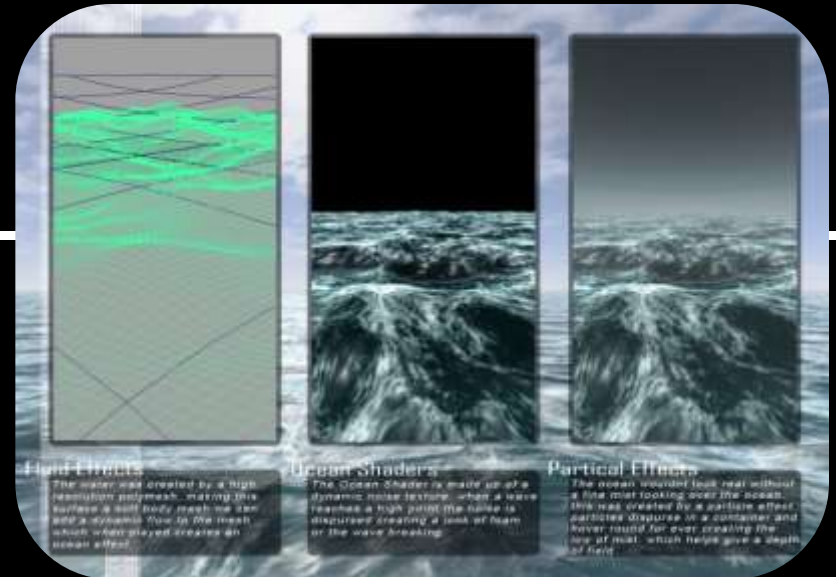 Fluid Effects
The water was created by a high
resolution polymesh, making this
surface a soft body mesh we can
add a dynamic flow to the mesh
which when played creates an
ocean effect.
Ocean Shaders
The Ocean Shader is made up of a
dynamic noise texture, when a wave
reaches a high point the noise is
dispursed creating a look of foam
or the wave breaking.
Partical Effects
The ocean wouldnt look real without
a fine mist looking over the ocean,
this was created by a particle effect,
particles dispurse in a container and
hover round for ever creating the
of mist, which helps give a depth
of field